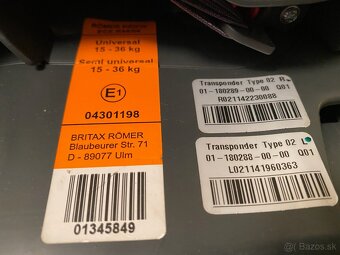 RÖMER
Universal
15 - 36 kg
Semi universal
15 - 36 kg
E1
04301198
BRITAX RÖMER
Blaubeurer Str. 71
D - 89077 Ulm
01345849
Transponder Type 02 R
01-180289-00-00 Q01
R021142230088
Transponder Type 02 L
01-180288-00-00 Q01
L021141960363
bazos.sk